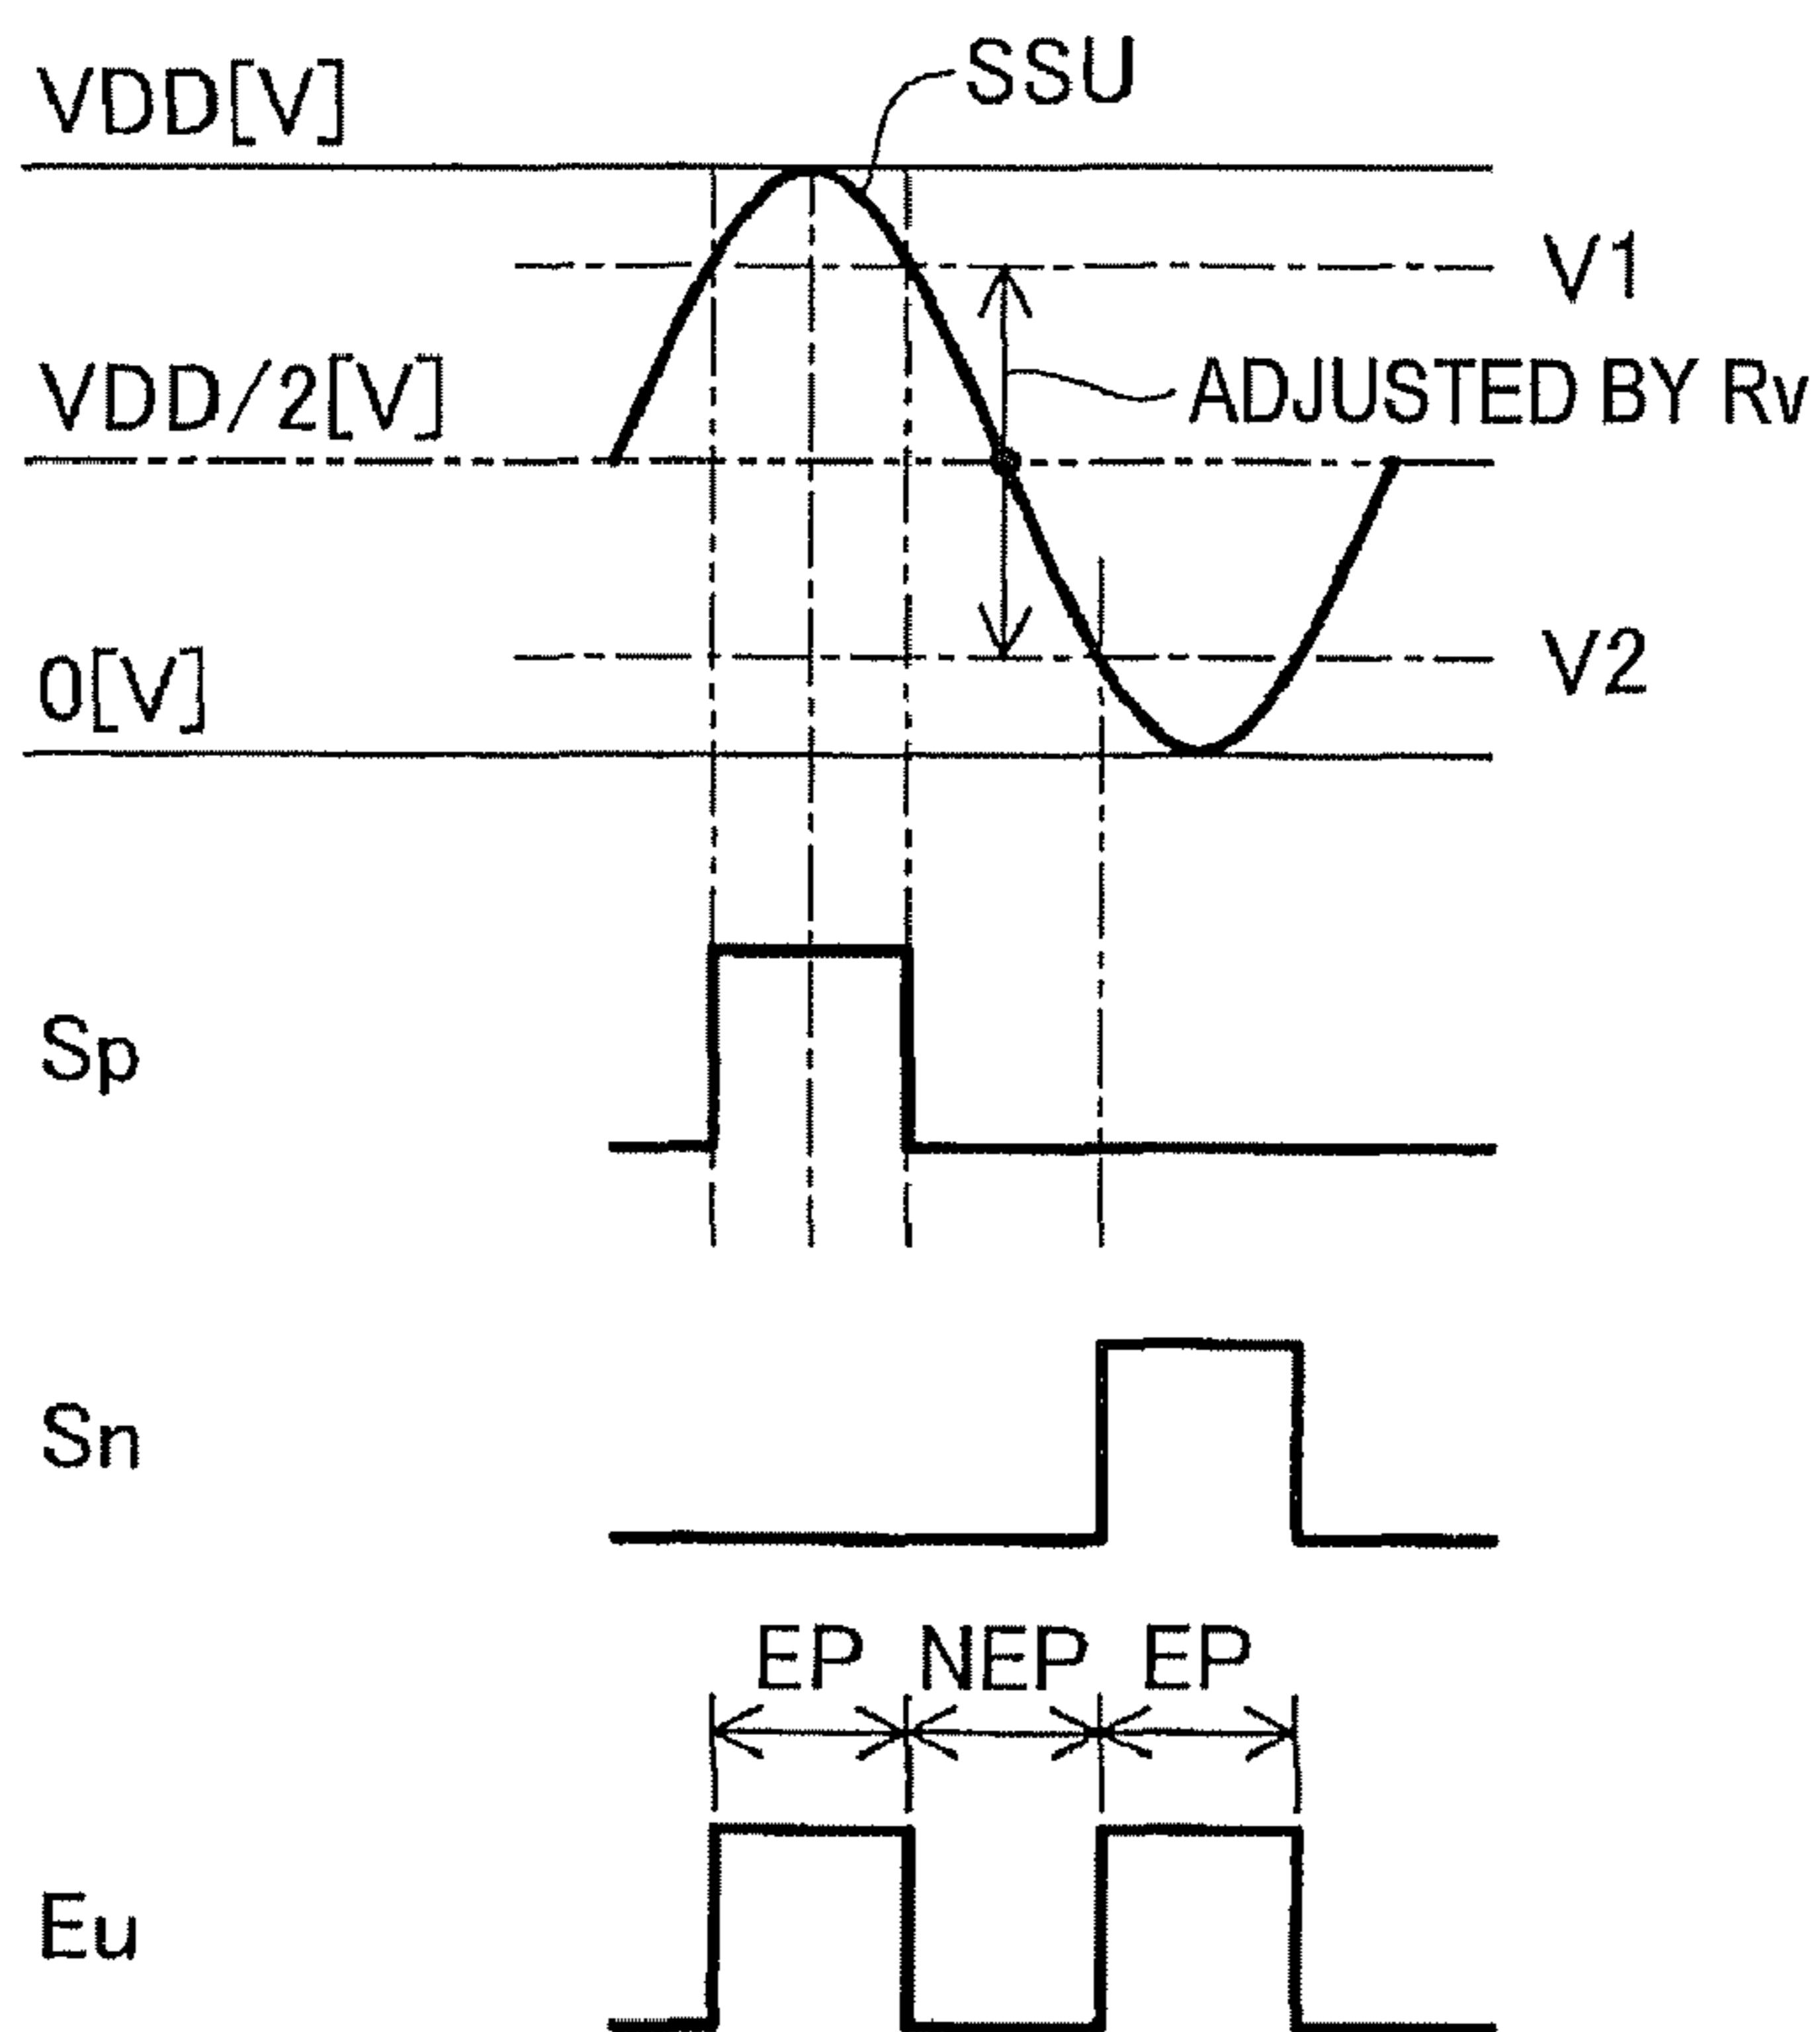 SSU
VDD[V]
V1
VDD/2[V]
ADJUSTED BY Rv
V2
0[V]
Sp
Sn
EP NEP EP
Eu